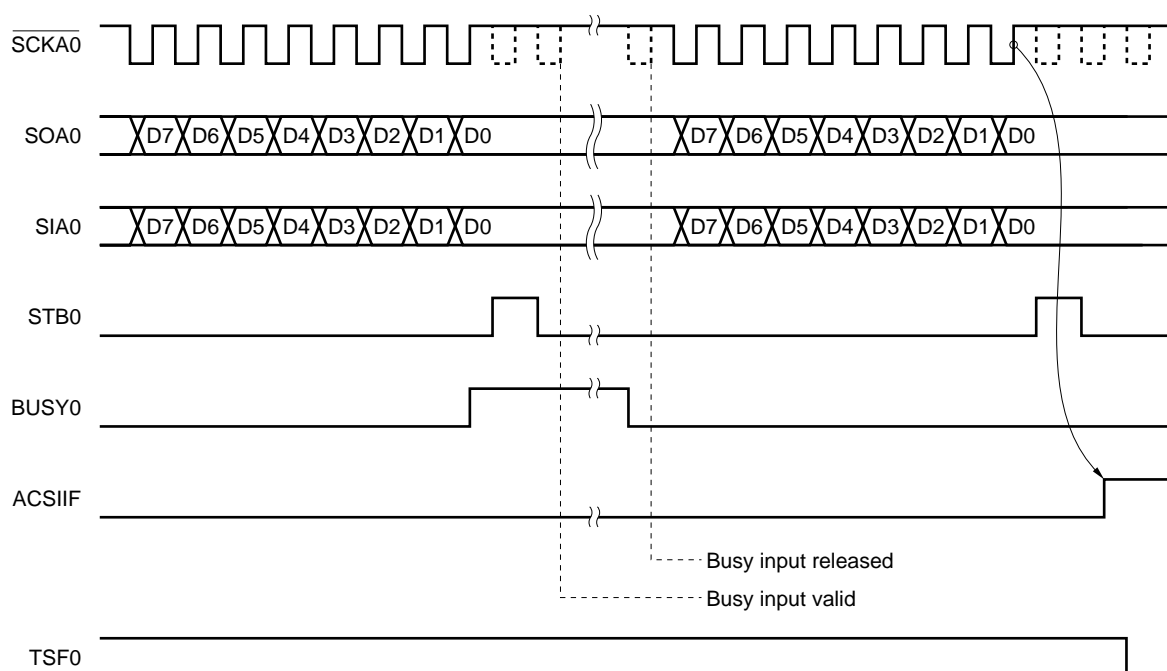 SCKA0
SOA0 D7 D6 D5 D4 D3 D2 D1 D0 D7 D6 D5 D4 D3 D2 D1 D0
SIA0 D7 D6 D5 D4 D3 D2 D1 D0 D7 D6 D5 D4 D3 D2 D1 D0
STB0
BUSY0
ACSIIF
Busy input released
Busy input valid
TSF0